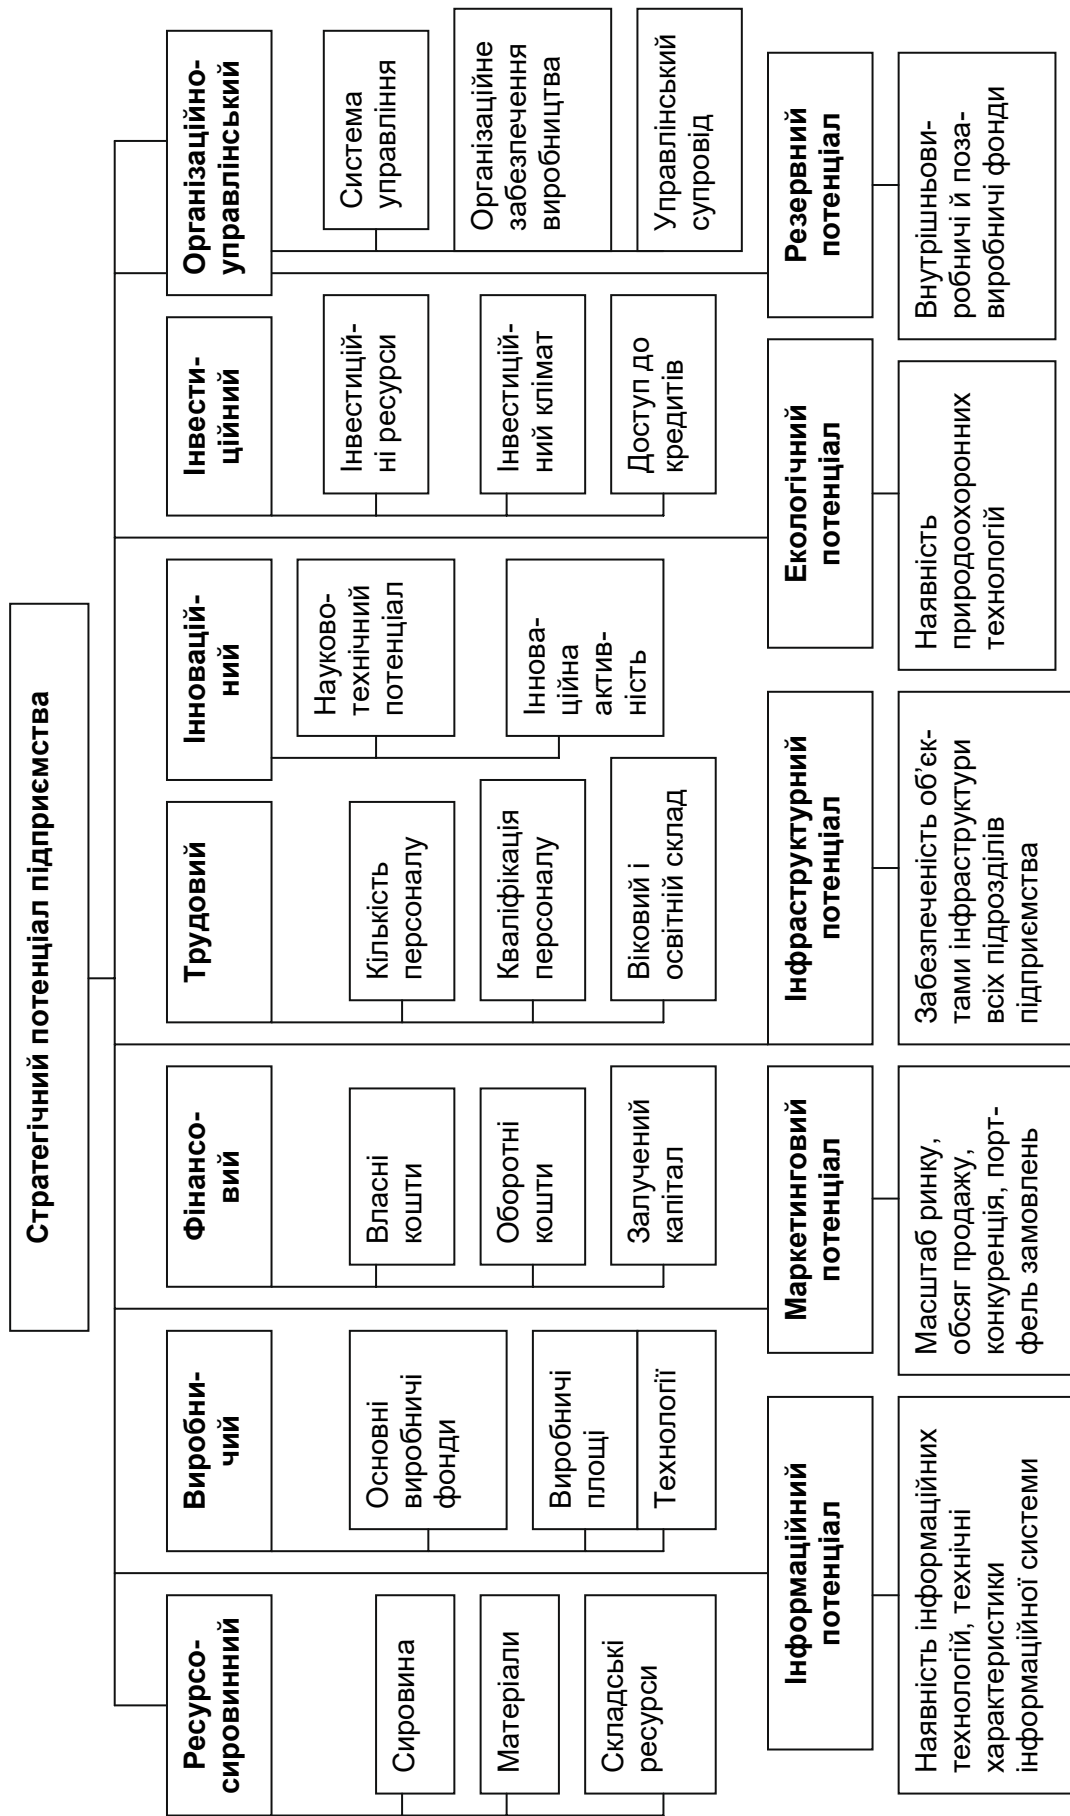 Стратегічний потенціал підприємства
Ресурсо-
сировинний
Сировина
Матеріали
Складські
ресурси
Виробни-
чий
Основні
виробничі
фонди
Виробничі
площі
Технології
Фінансо-
вий
Власні
кошти
Оборотні
кошти
Залучений
капітал
Трудовий
Кількість
персоналу
Кваліфікація
персоналу
Віковий і
освітній склад
Інновацій-
ний
Науково-
технічний
потенціал
Іннова-
ційна
актив-
ність
Інвести-
ційний
Інвестицій-
ні ресурси
Інвестицій-
ний клімат
Доступ до
кредитів
Організаційно-
управлінський
Система
управління
Організаційне
забезпечення
виробництва
Управлінський
супровід
Інформаційний
потенціал
Наявність інформаційних
технологій, технічні
характеристики
інформаційної системи
Маркетинговий
потенціал
Масштаб ринку,
обсяг продажу,
конкуренція, порт-
фель замовлень
Інфраструктурний
потенціал
Забезпеченість об’єк-
тами інфраструктури
всіх підрозділів
підприємства
Екологічний
потенціал
Наявність
природоохоронних
технологій
Резервний
потенціал
Внутрішньови-
робничі й поза-
виробничі фонди